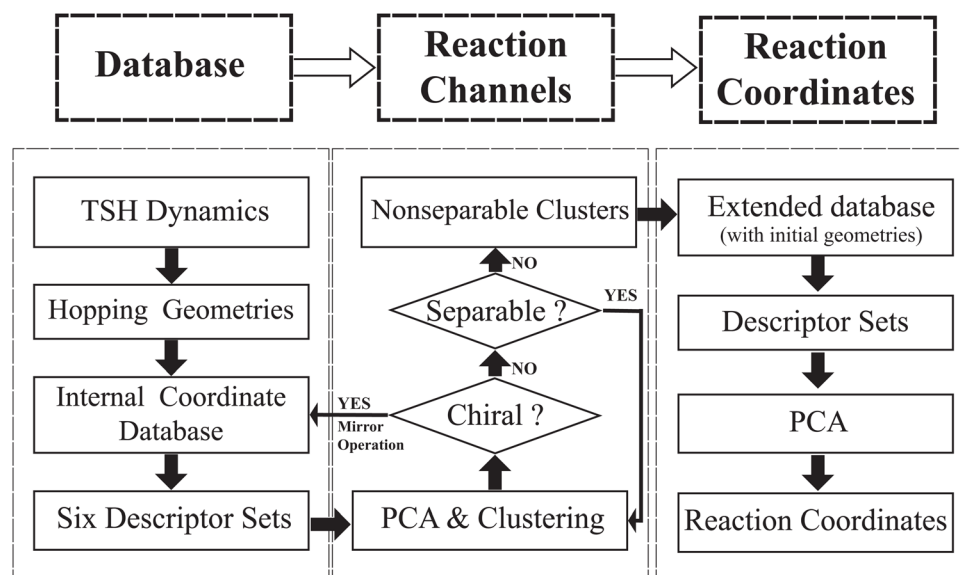 Database
Reaction
Channels
Reaction
Coordinates
TSH Dynamics
Hopping Geometries
Internal Coordinate
Database
Six Descriptor Sets
Nonseparable Clusters
NO
Separable ?
YES
NO
Chiral ?
YES
Mirror
Operation
PCA & Clustering
Extended database
(with initial geometries)
Descriptor Sets
PCA
Reaction Coordinates